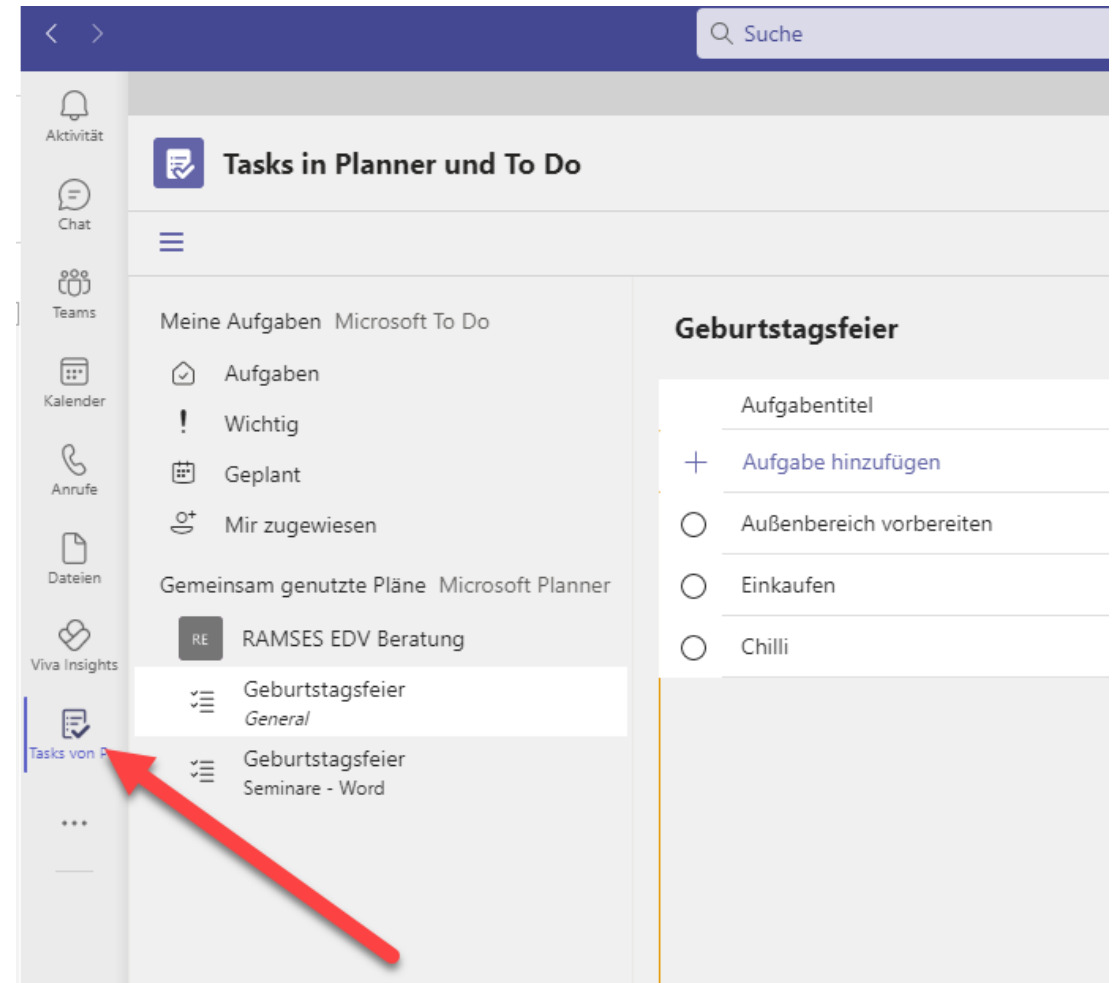 Suche
Aktivität
Chat
Teams
Kalender
Anrufe
Dateien
Viva Insights
Tasks von P
...
Tasks in Planner und To Do
Meine Aufgaben Microsoft To Do
Aufgaben
Wichtig
Geplant
Mir zugewiesen
Gemeinsam genutzte Pläne Microsoft Planner
RE RAMSES EDV Beratung
Geburtstagsfeier
General
Geburtstagsfeier
Seminare - Word
Geburtstagsfeier
Aufgabentitel
Aufgabe hinzufügen
Außenbereich vorbereiten
Einkaufen
Chilli